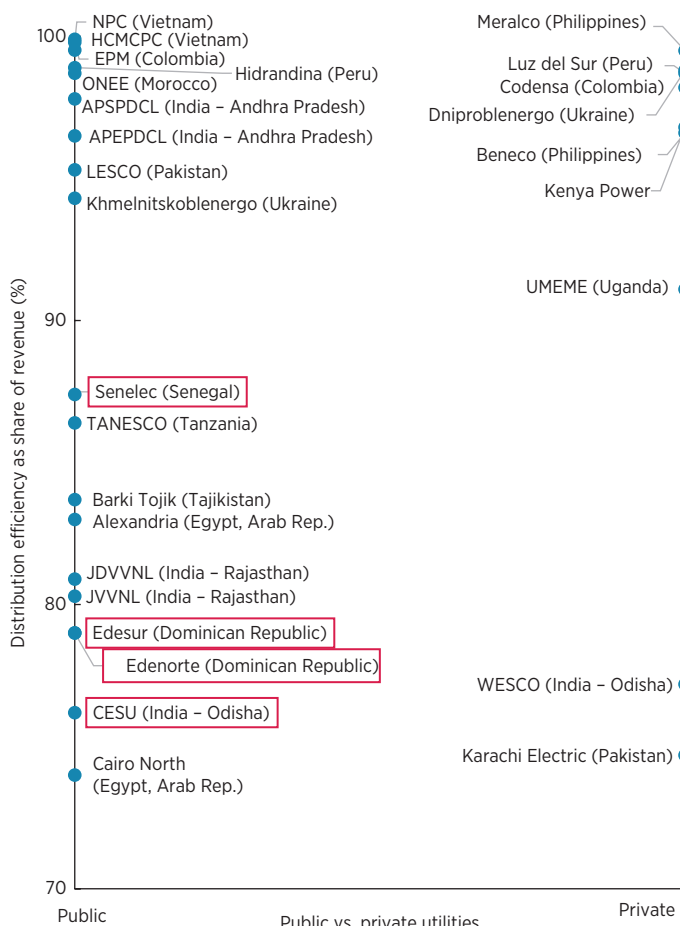 NPC (Vietnam)
Meralco (Philippines)
100
HCMCPC (Vietnam)
EPM (Colombia)
Hidrandina (Peru)
Luz del Sur (Peru)
ONEE (Morocco)
Codensa (Colombia)
APSPDCL (India – Andhra Pradesh)
Dniproblenergo (Ukraine)
APEPDCL (India – Andhra Pradesh)
Beneco (Philippines)
LESCO (Pakistan)
Kenya Power
Khmelnitskoblenergo (Ukraine)
UMEME (Uganda)
Distribution efficiency as share of revenue (%)
90
Senelec (Senegal)
TANESCO (Tanzania)
Barki Tojik (Tajikistan)
Alexandria (Egypt, Arab Rep.)
JDVVNL (India – Rajasthan)
80
JVVNL (India – Rajasthan)
Edesur (Dominican Republic)
Edenorte (Dominican Republic)
WESCO (India – Odisha)
CESU (India – Odisha)
Karachi Electric (Pakistan)
Cairo North
(Egypt, Arab Rep.)
70
Public
Public vs. private utilities
Private